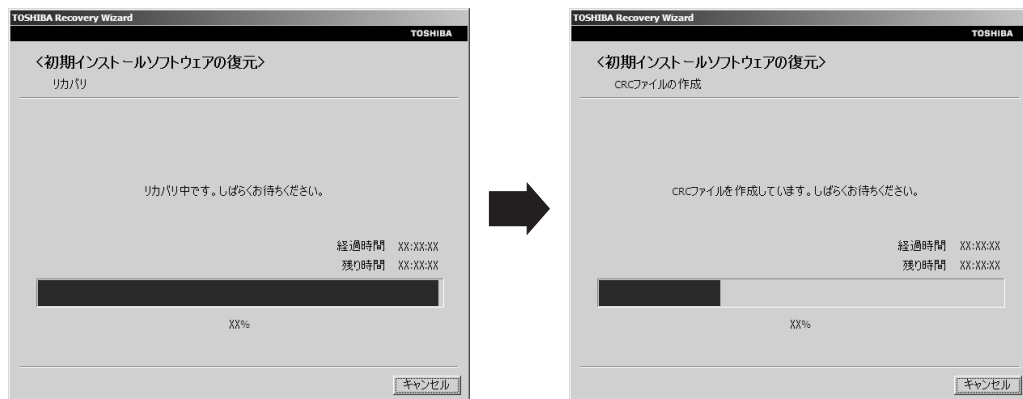 TOSHIBA Recovery Wizard
TOSHIBA
<初期インストールソフトウェアの復元>
リカバリ
リカバリ中です。しばらくお待ちください。
経過時間 XX:XX:XX
残り時間 XX:XX:XX
XX%
キャンセル
TOSHIBA Recovery Wizard
TOSHIBA
<初期インストールソフトウェアの復元>
CRCファイルの作成
CRCファイルを作成しています。しばらくお待ちください。
経過時間 XX:XX:XX
残り時間 XX:XX:XX
XX%
キャンセル